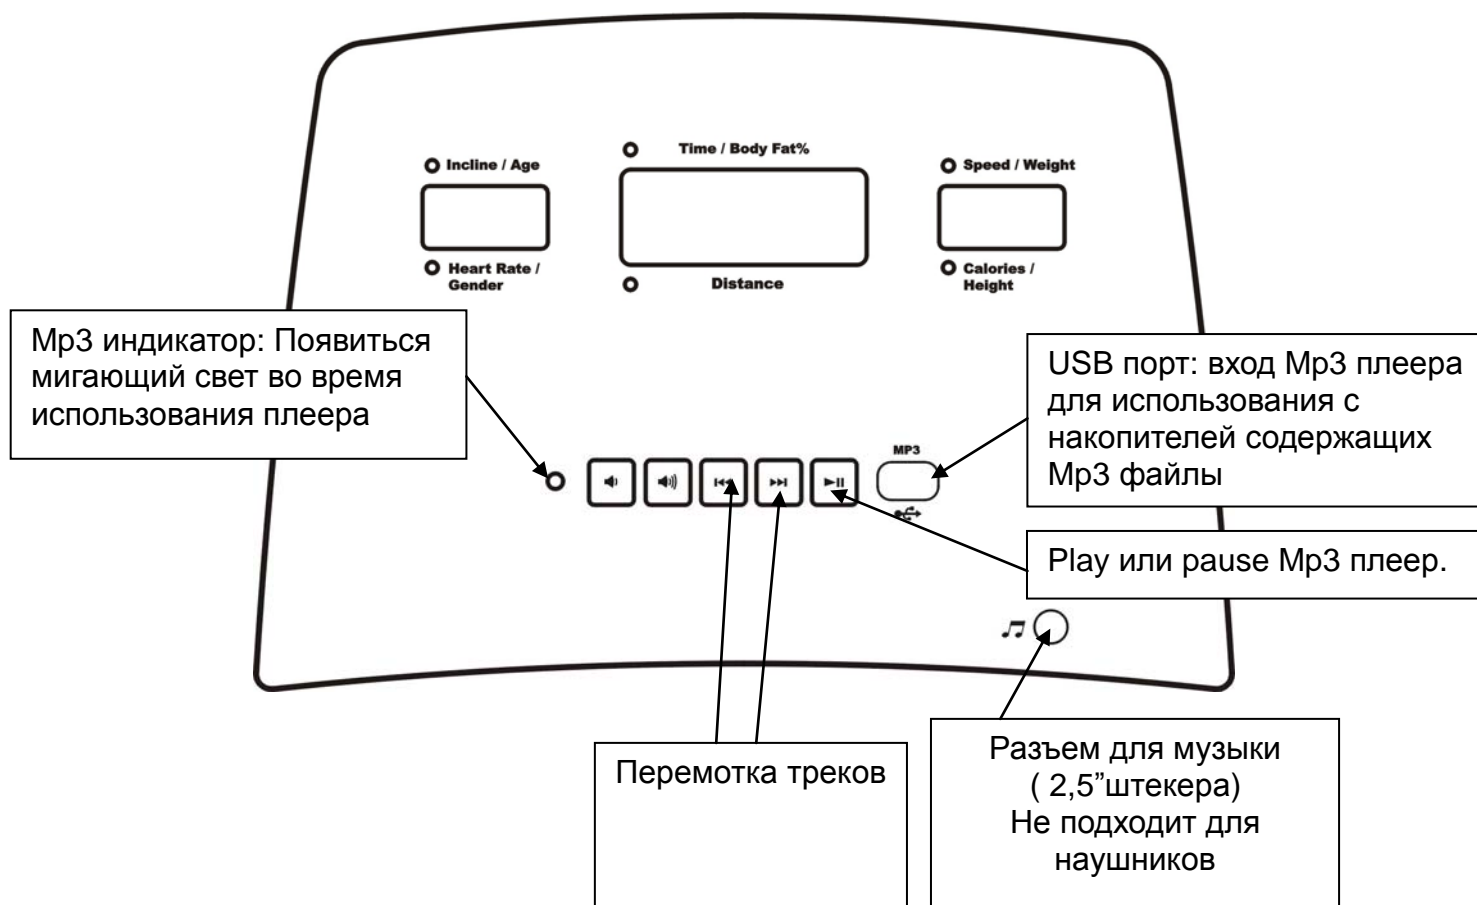 Time / Body Fat%
Incline / Age
Speed / Weight
Heart Rate /
Gender
Distance
Calories /
Height
Mp3 индикатор: Появиться
мигающий свет во время
использования плеера
USB порт: вход Mp3 плеера
для использования с
накопителей содержащих
Mp3 файлы
MP3
Play или pause Mp3 плеер.
Перемотка треков
Разъем для музыки
( 2,5”штекера)
Не подходит для
наушников